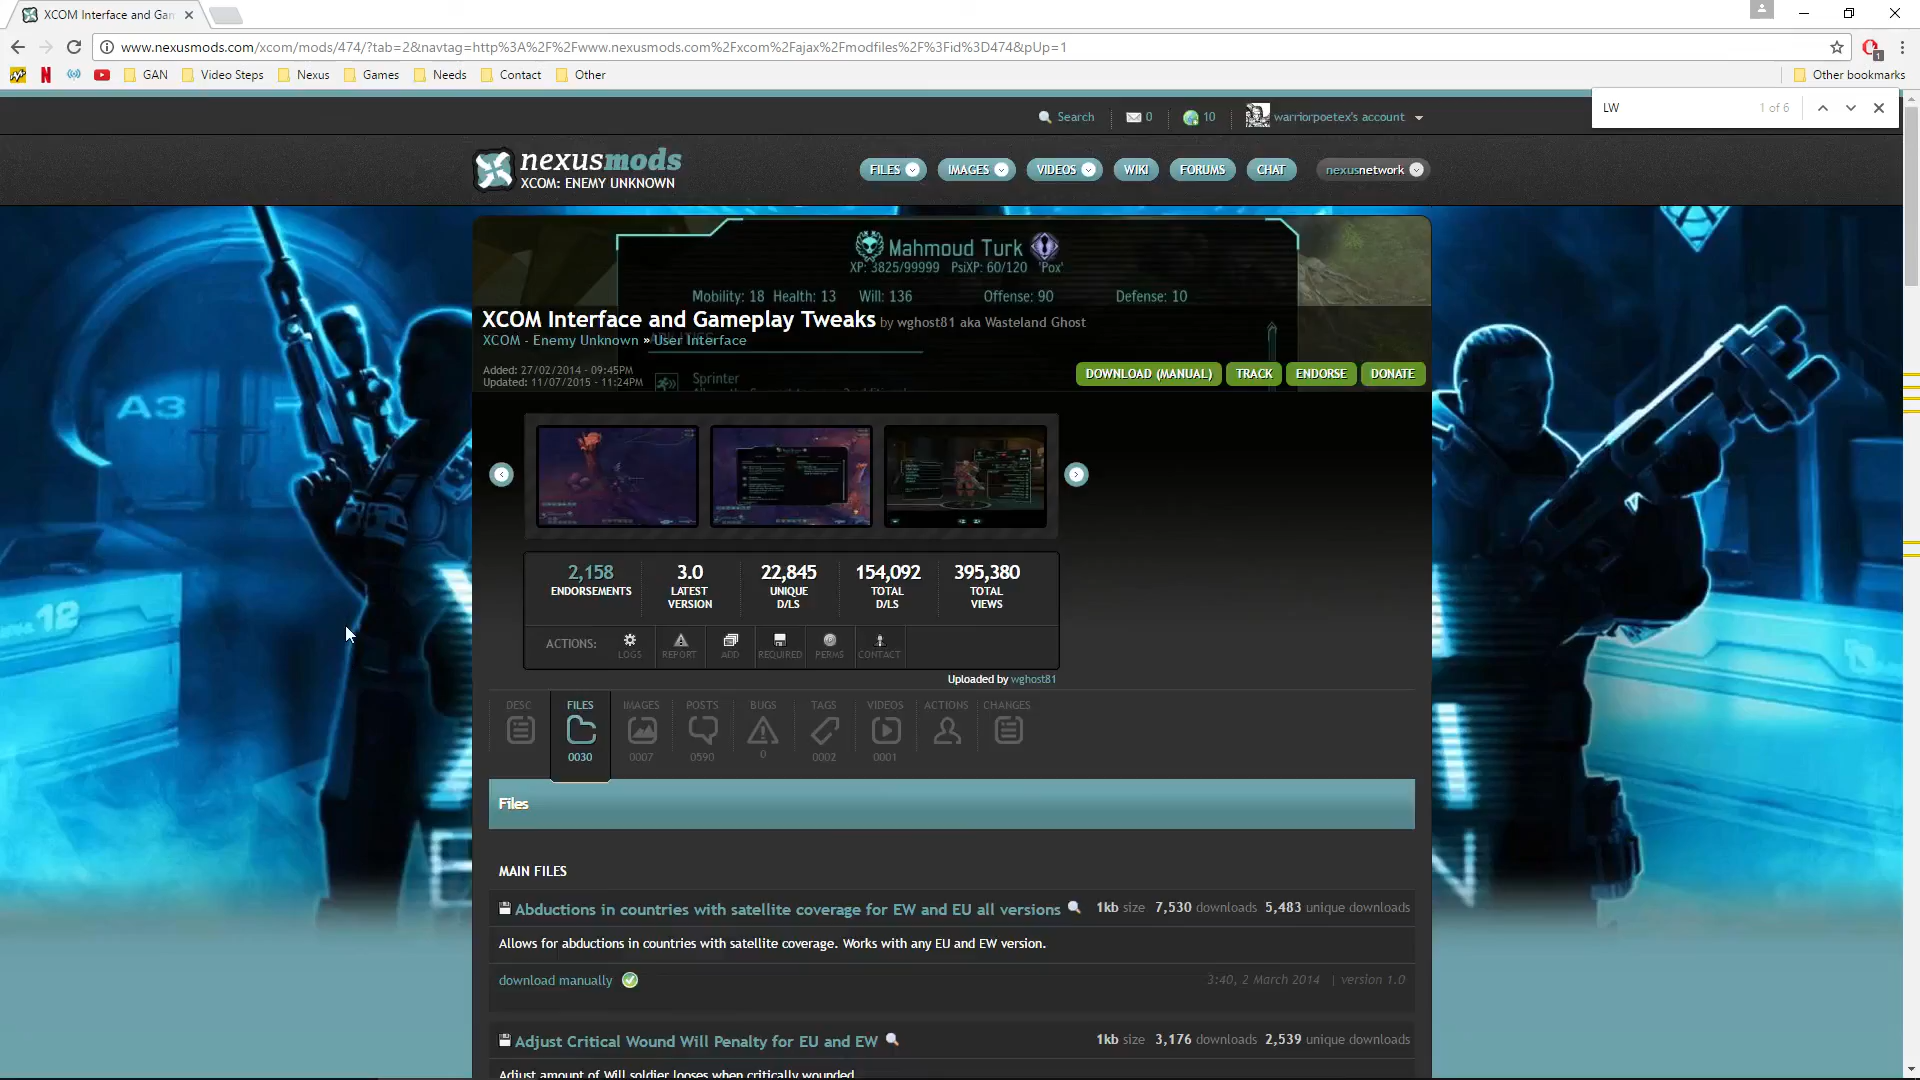 XCOM Interface and Gan
www.nexusmods.com/xcom/mods/474/?tab=2&navtag=http%3A%2F%2Fwww.nexusmods.com%2Fxcom%2Fajax%2Fmodfiles%2F%3Fid%3D474&pUp=1
GAN Video Steps Nexus Games Needs Contact Other Other bookmarks
LW 1 of 6
Search 0 10 warriorpoetex's account
nexusmods
XCOM: ENEMY UNKNOWN
FILES IMAGES VIDEOS WIKI FORUMS CHAT nexusnetwork
Mahmoud Turk
XP: 3825/99999 PsiXP: 60/120 'Pox'
Mobility: 18 Health: 13 Will: 136 Offense: 90 Defense: 10
XCOM Interface and Gameplay Tweaks by wghost81 aka Wasteland Ghost
XCOM - Enemy Unknown » User Interface
Added: 27/02/2014 - 09:45PM
Updated: 11/07/2015 - 11:24PM
Sprinter
DOWNLOAD (MANUAL) TRACK ENDORSE DONATE
A3
12
2,158 3.0 22,845 154,092 395,380
ENDORSEMENTS LATEST VERSION UNIQUE D/LS TOTAL D/LS TOTAL VIEWS
ACTIONS: LOGS REPORT ADD REQUIRED PERMS CONTACT
Uploaded by wghost81
DESC FILES IMAGES POSTS BUGS TAGS VIDEOS ACTIONS CHANGES
0030 0007 0590 0 0002 0001
Files
MAIN FILES
Abductions in countries with satellite coverage for EW and EU all versions 1kb size 7,530 downloads 5,483 unique downloads
Allows for abductions in countries with satellite coverage. Works with any EU and EW version.
download manually 3:40, 2 March 2014 | version 1.0
Adjust Critical Wound Will Penalty for EU and EW 1kb size 3,176 downloads 2,539 unique downloads
Adjust amount of Will soldier looses when critically wounded.